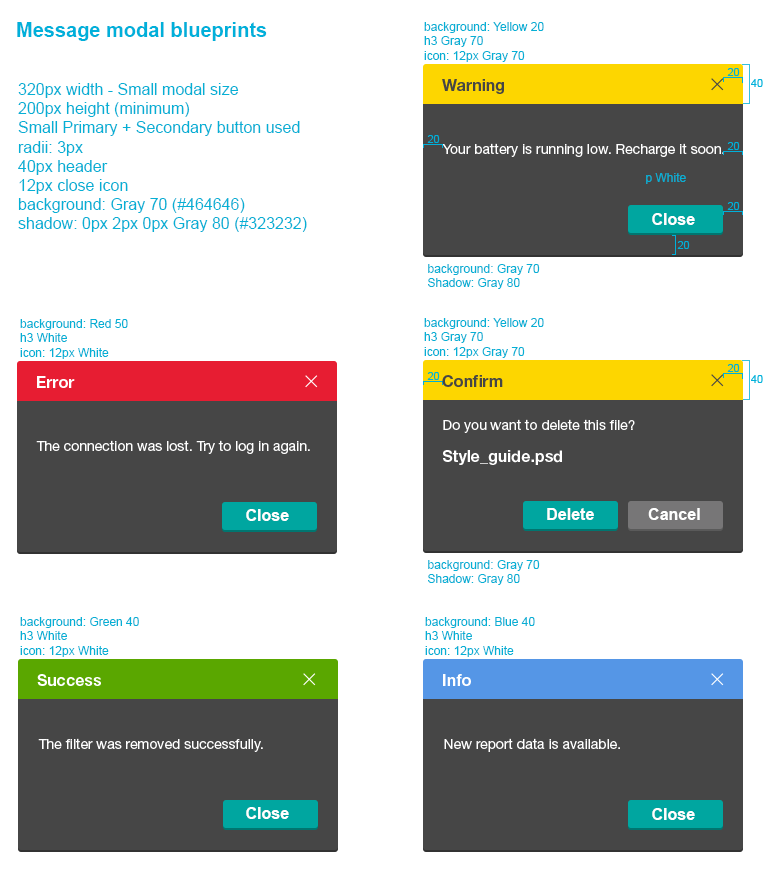 Message modal blueprints
320px width - Small modal size
200px height (minimum)
Small Primary + Secondary button used
radii: 3px
40px header
12px close icon
background: Gray 70 (#464646)
shadow: 0px 2px 0px Gray 80 (#323232)
background: Yellow 20
h3 Gray 70
icon: 12px Gray 70
Warning
20
40
20
Your battery is running low. Recharge it soon.
20
p White
Close
20
20
background: Gray 70
Shadow: Gray 80
background: Red 50
h3 White
icon: 12px White
Error
The connection was lost. Try to log in again.
Close
background: Yellow 20
h3 Gray 70
icon: 12px Gray 70
20
Confirm
20
40
Do you want to delete this file?
Style_guide.psd
Delete
Cancel
background: Gray 70
Shadow: Gray 80
background: Green 40
h3 White
icon: 12px White
Success
The filter was removed successfully.
Close
background: Blue 40
h3 White
icon: 12px White
Info
New report data is available.
Close